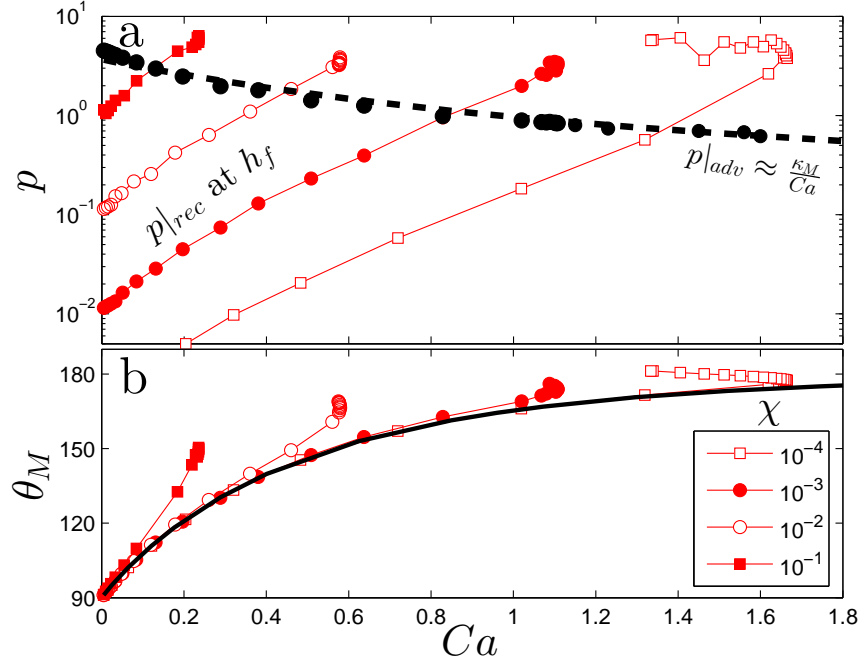 a
10^1
10^0
10^-1
10^-2
p
p|_rec at h_f
p|_adv ≈ κ_M/Ca
b
180
150
120
90
θ_M
χ
10^-4
10^-3
10^-2
10^-1
0 0.2 0.4 0.6 0.8 1 1.2 1.4 1.6 1.8
Ca